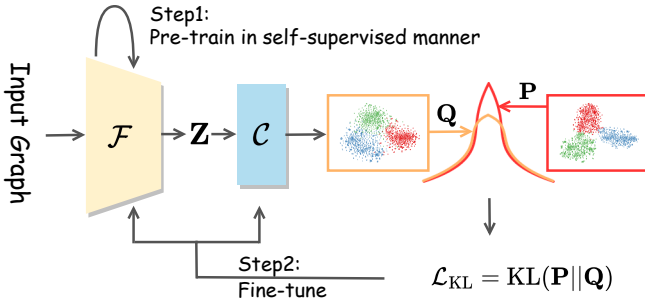 Step1:
Pre-train in self-supervised manner
Input Graph
𝓕
𝐙
𝓒
𝐐
𝐏
Step2:
Fine-tune
𝓛_KL = KL(𝐏||𝐐)